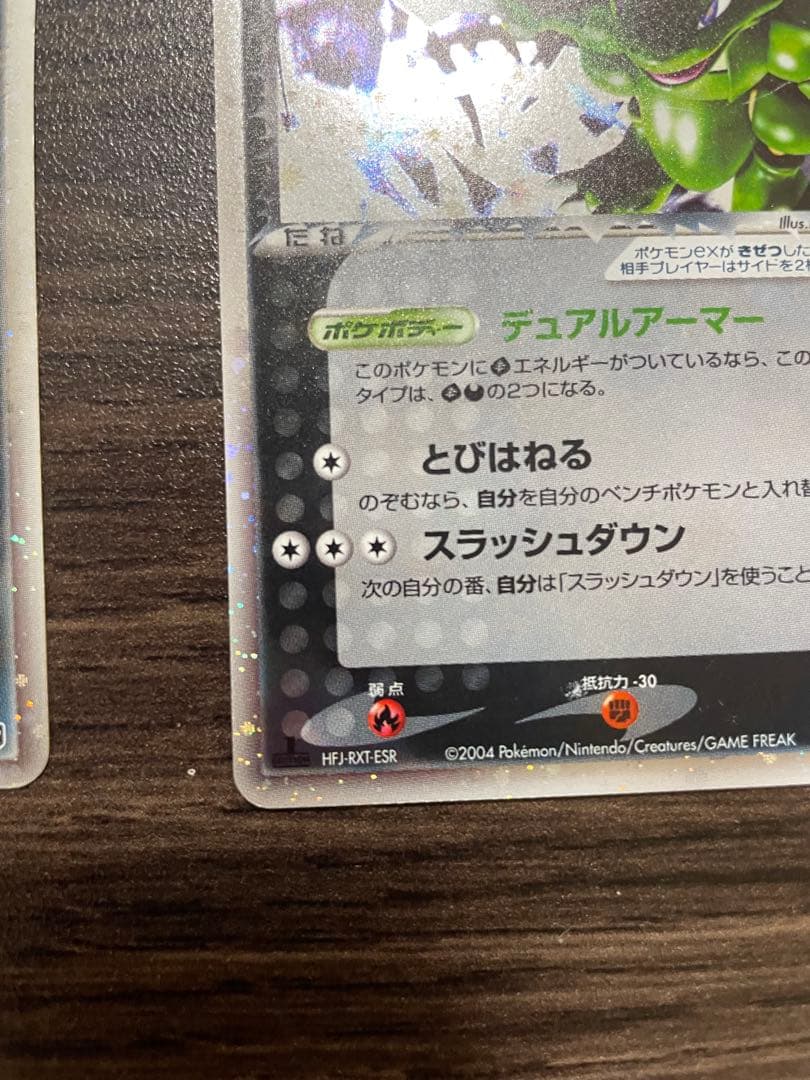 たね
Illus.
ポケモンexが きぜつした
相手プレイヤーはサイドを2
ポケボディー デュアルアーマー
このポケモンにエネルギーがついているなら、この
タイプは、の2つになる。
とびはねる
のぞむなら、自分を自分のベンチポケモンと入れ替
スラッシュダウン
次の自分の番、自分は「スラッシュダウン」を使うこと
弱点
抵抗力 -30
HFJ-RXT-ESR
©2004 Pokémon/Nintendo/Creatures/GAME FREAK